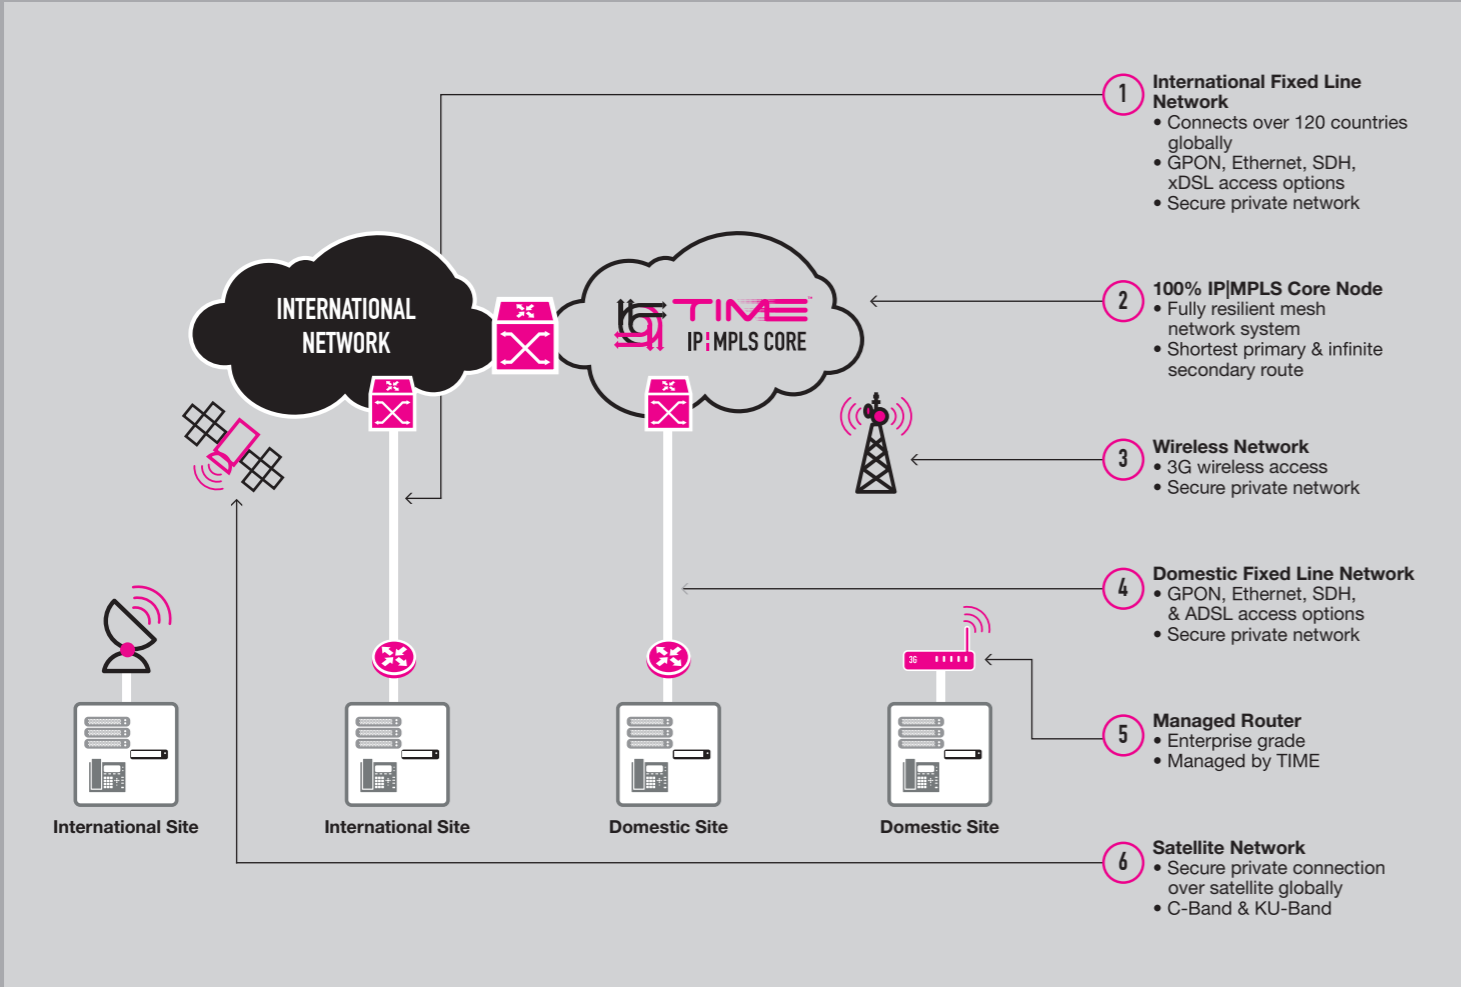 1
International Fixed Line
Network
• Connects over 120 countries
globally
• GPON, Ethernet, SDH,
xDSL access options
• Secure private network
INTERNATIONAL
NETWORK
TIME™
IP¦MPLS CORE
2
100% IP|MPLS Core Node
• Fully resilient mesh
network system
• Shortest primary & infinite
secondary route
3
Wireless Network
• 3G wireless access
• Secure private network
4
Domestic Fixed Line Network
• GPON, Ethernet, SDH,
& ADSL access options
• Secure private network
3G
5
Managed Router
• Enterprise grade
• Managed by TIME
International Site
International Site
Domestic Site
Domestic Site
6
Satellite Network
• Secure private connection
over satellite globally
• C-Band & KU-Band